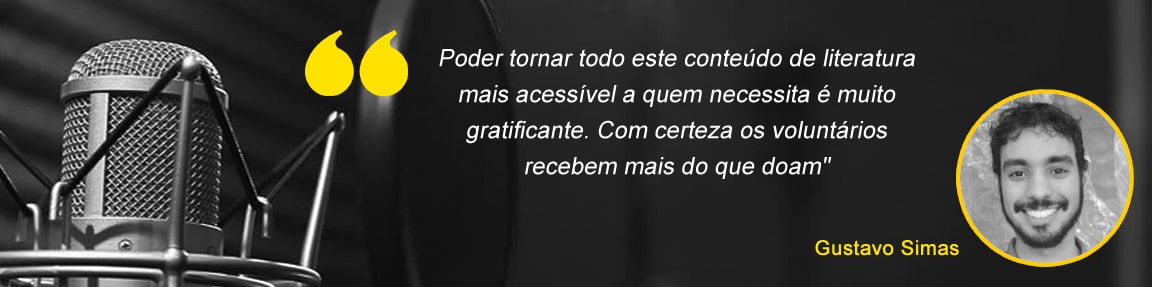 Poder tornar todo este conteúdo de literatura
mais acessível a quem necessita é muito
gratificante. Com certeza os voluntários
recebem mais do que doam"
Gustavo Simas